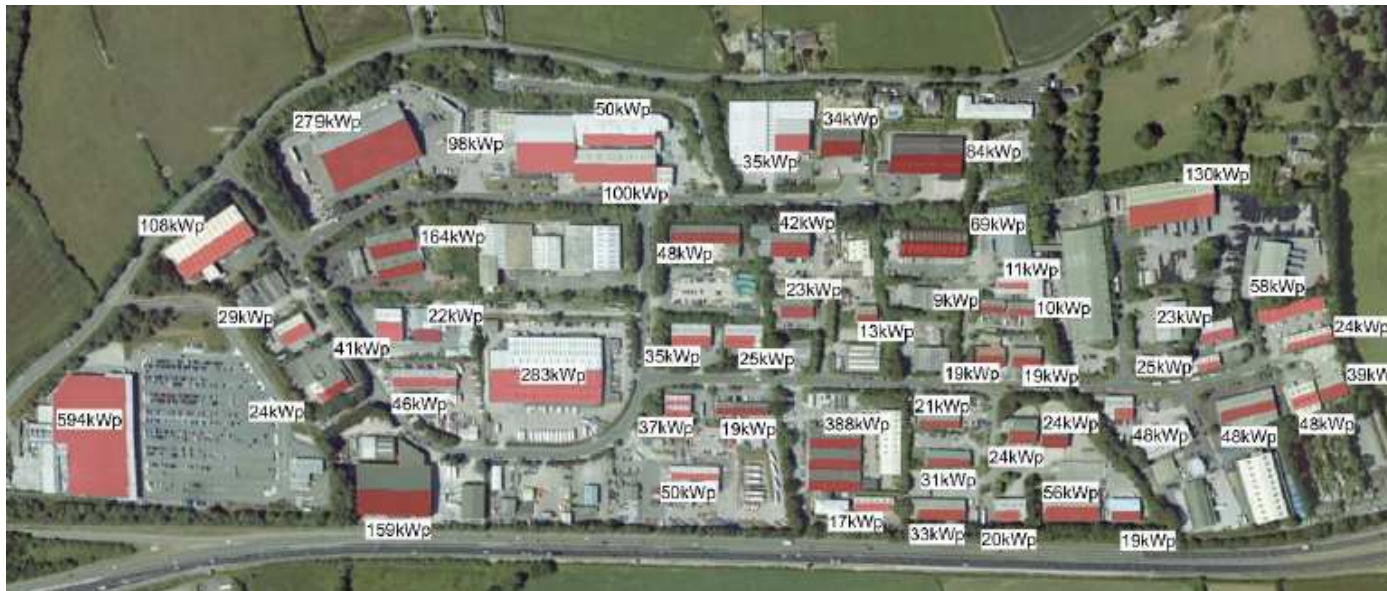 50kWp
279kWp
34kWp
98kWp
84kWp
35kWp
130kWp
100kWp
108kWp
42kWp
69kWp
164kWp
48kWp
11kWp
58kWp
23kWp
9kWp
10kWp
29kWp
22kWp
23kWp
13kWp
24kWp
41kWp
35kWp
25kWp
25kWp
283kWp
19kWp
19kWp
39kW
46kWp
594kWp
24kWp
21kWp
37kWp
19kWp
388kWp
24kWp
48kWp
48kWp
48kWp
24kWp
31kWp
50kWp
56kWp
17kWp
159kWp
33kWp
20kWp
19kWp